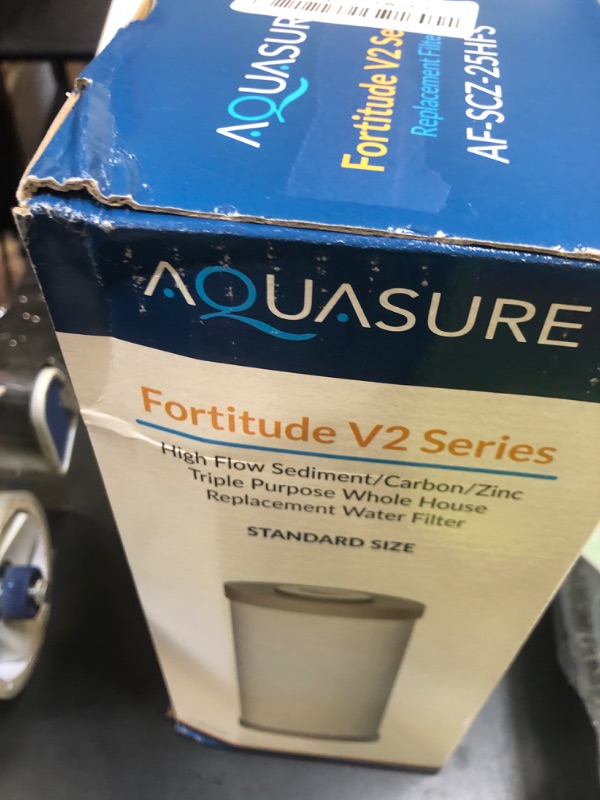 AQUASUR
Fortitude V2 Se
Replacement Filte
AF-SCZ-25HFS
AQUASURE
Fortitude V2 Series
High Flow Sediment/Carbon/Zinc
Triple Purpose Whole House
Replacement Water Filter
STANDARD SIZE